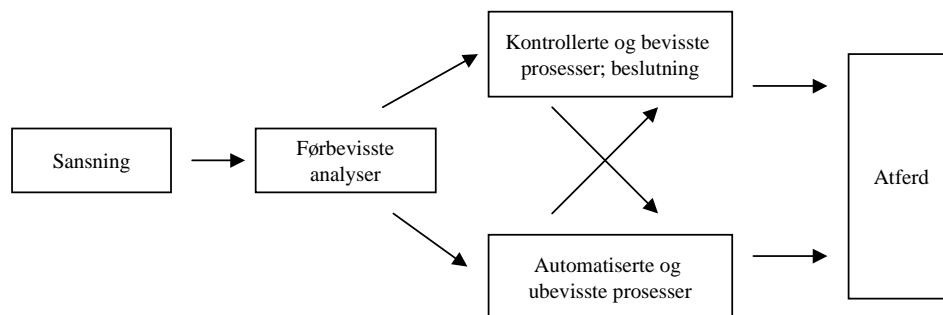 Sansning
Førbevisste
analyser
Kontrollerte og bevisste
prosesser; beslutning
Automatiserte og
ubevisste prosesser
Atferd